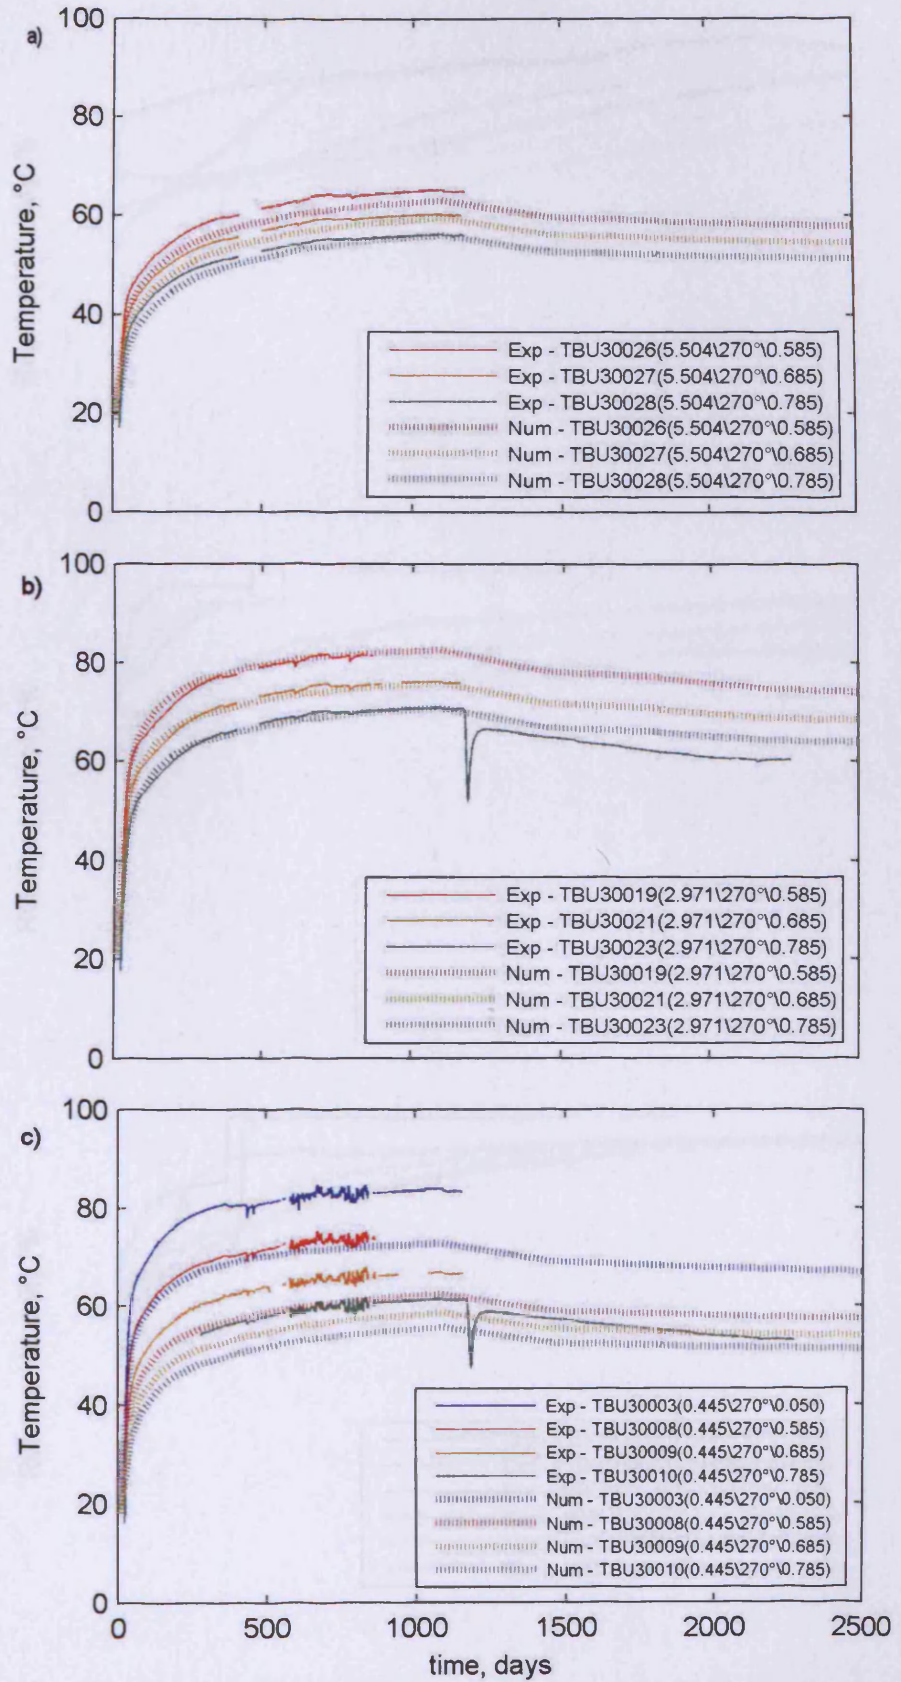 a)
100
80
60
40
20
0
Temperature, °C
Exp - TBU30026(5.504\270°\0.585)
Exp - TBU30027(5.504\270°\0.685)
Exp - TBU30028(5.504\270°\0.785)
Num - TBU30026(5.504\270°\0.585)
Num - TBU30027(5.504\270°\0.685)
Num - TBU30028(5.504\270°\0.785)
b)
100
80
60
40
20
0
Temperature, °C
Exp - TBU30019(2.971\270°\0.585)
Exp - TBU30021(2.971\270°\0.685)
Exp - TBU30023(2.971\270°\0.785)
Num - TBU30019(2.971\270°\0.585)
Num - TBU30021(2.971\270°\0.685)
Num - TBU30023(2.971\270°\0.785)
c)
100
80
60
40
20
0
Temperature, °C
Exp - TBU30003(0.445\270°\0.050)
Exp - TBU30008(0.445\270°\0.585)
Exp - TBU30009(0.445\270°\0.685)
Exp - TBU30010(0.445\270°\0.785)
Num - TBU30003(0.445\270°\0.050)
Num - TBU30008(0.445\270°\0.585)
Num - TBU30009(0.445\270°\0.685)
Num - TBU30010(0.445\270°\0.785)
0 500 1000 1500 2000 2500
time, days